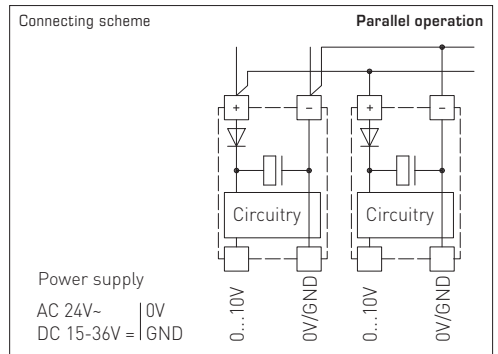 Connecting scheme
Parallel operation
+ − + −
Circuitry Circuitry
Power supply
AC 24V~ 0V
DC 15-36V = GND
0...10V
0V/GND
0...10V
0V/GND